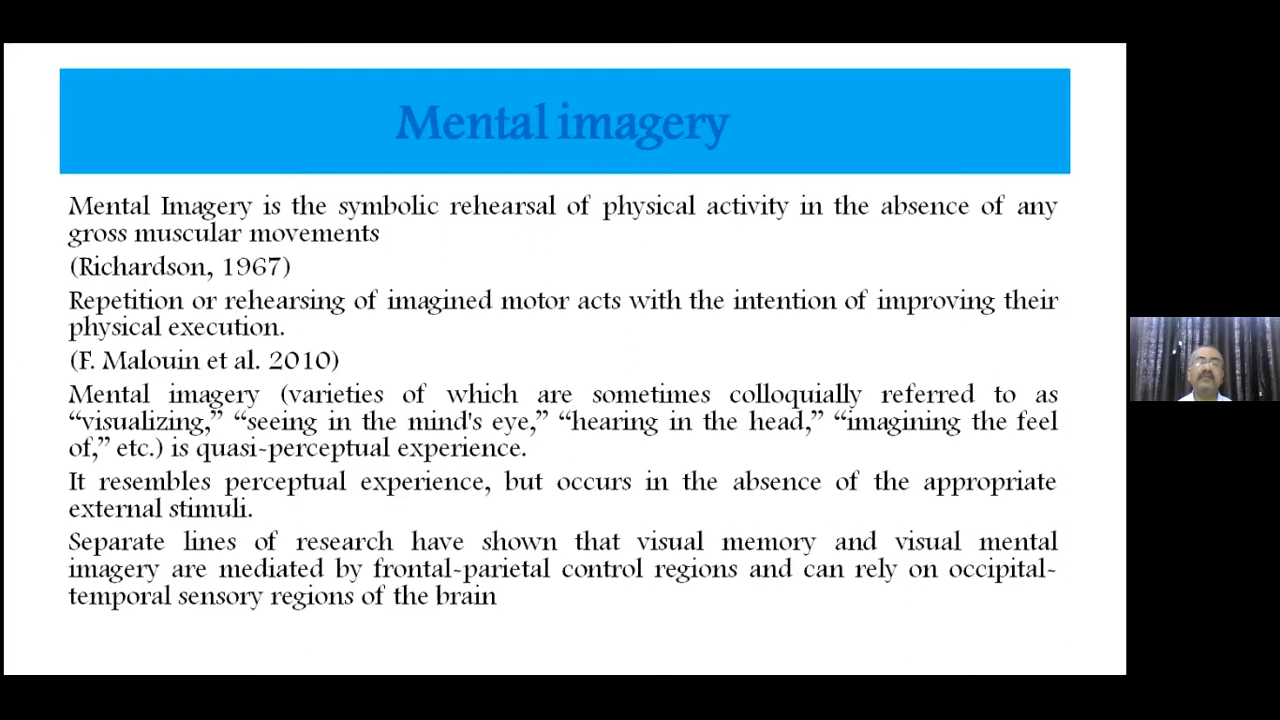 Mental imagery
Mental Imagery is the symbolic rehearsal of physical activity in the absence of any
gross muscular movements
(Richardson, 1967)
Repetition or rehearsing of imagined motor acts with the intention of improving their
physical execution.
(F. Malouin et al. 2010)
Mental imagery (varieties of which are sometimes colloquially referred to as
“visualizing,” “seeing in the mind's eye,” “hearing in the head,” “imagining the feel
of,” etc.) is quasi-perceptual experience.
It resembles perceptual experience, but occurs in the absence of the appropriate
external stimuli.
Separate lines of research have shown that visual memory and visual mental
imagery are mediated by frontal-parietal control regions and can rely on occipital-
temporal sensory regions of the brain